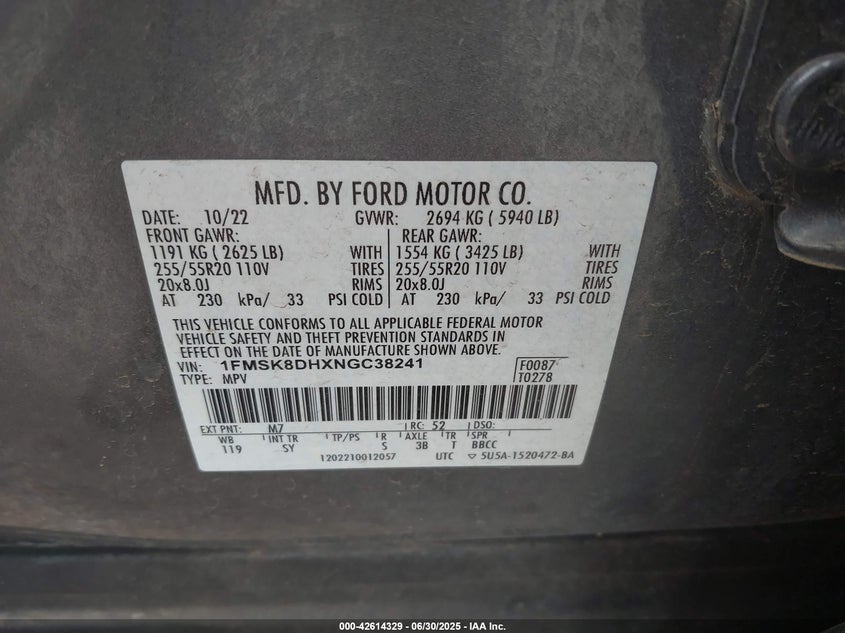 MFD. BY FORD MOTOR CO.
DATE: 10/22 GVWR: 2694 KG ( 5940 LB)
FRONT GAWR: REAR GAWR:
1191 KG ( 2625 LB) WITH 1554 KG ( 3425 LB) WITH
255/55R20 110V TIRES 255/55R20 110V TIRES
20x8.0J RIMS 20x8.0J RIMS
AT 230 kPa/ 33 PSI COLD AT 230 kPa/ 33 PSI COLD
THIS VEHICLE CONFORMS TO ALL APPLICABLE FEDERAL MOTOR
VEHICLE SAFETY AND THEFT PREVENTION STANDARDS IN
EFFECT ON THE DATE OF MANUFACTURE SHOWN ABOVE.
VIN: 1FMSK8DHXNGC38241 F0087
TYPE: MPV T0278
EXT PNT: M7 RC: 52 DSO:
WB INT TR TP/PS R AXLE TR SPR
119 SY S 3B T BBCC
1202210012057 UTC ▽ 5U5A-1520472-BA
000-42614329 - 06/30/2025 - IAA Inc.